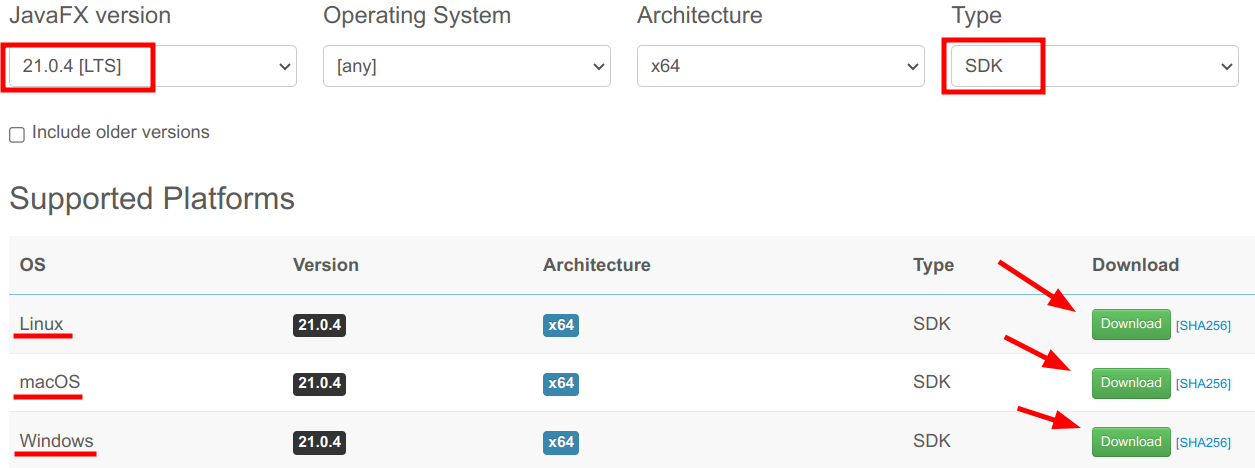 JavaFX version Operating System Architecture Type
21.0.4 [LTS] [any] x64 SDK
Include older versions
Supported Platforms
OS Version Architecture Type Download
Linux 21.0.4 x64 SDK Download [SHA256]
macOS 21.0.4 x64 SDK Download [SHA256]
Windows 21.0.4 x64 SDK Download [SHA256]